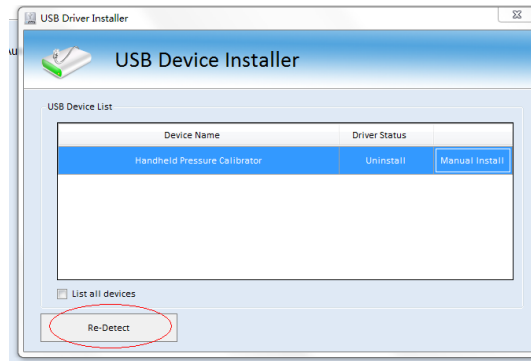 USB Driver Installer
Au
USB Device Installer
USB Device List
Device Name Driver Status
Handheld Pressure Calibrator Uninstall Manual Install
List all devices
Re-Detect